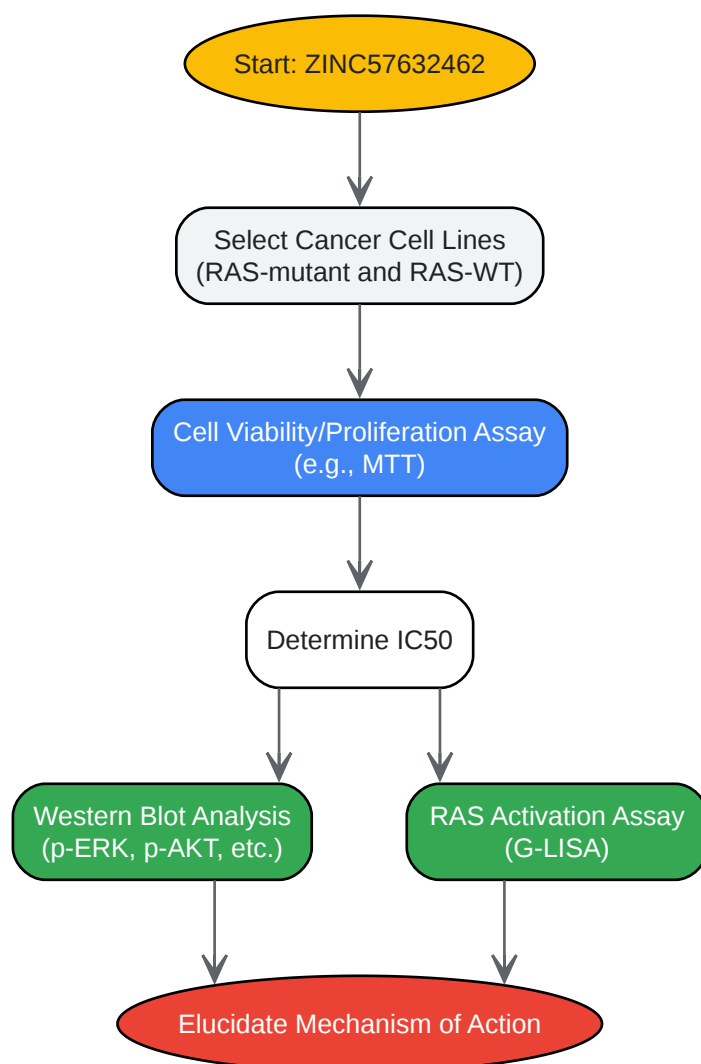 Start: ZINC57632462
Select Cancer Cell Lines
(RAS-mutant and RAS-WT)
Cell Viability/Proliferation Assay
(e.g., MTT)
Determine IC50
Western Blot Analysis
(p-ERK, p-AKT, etc.)
RAS Activation Assay
(G-LISA)
Elucidate Mechanism of Action